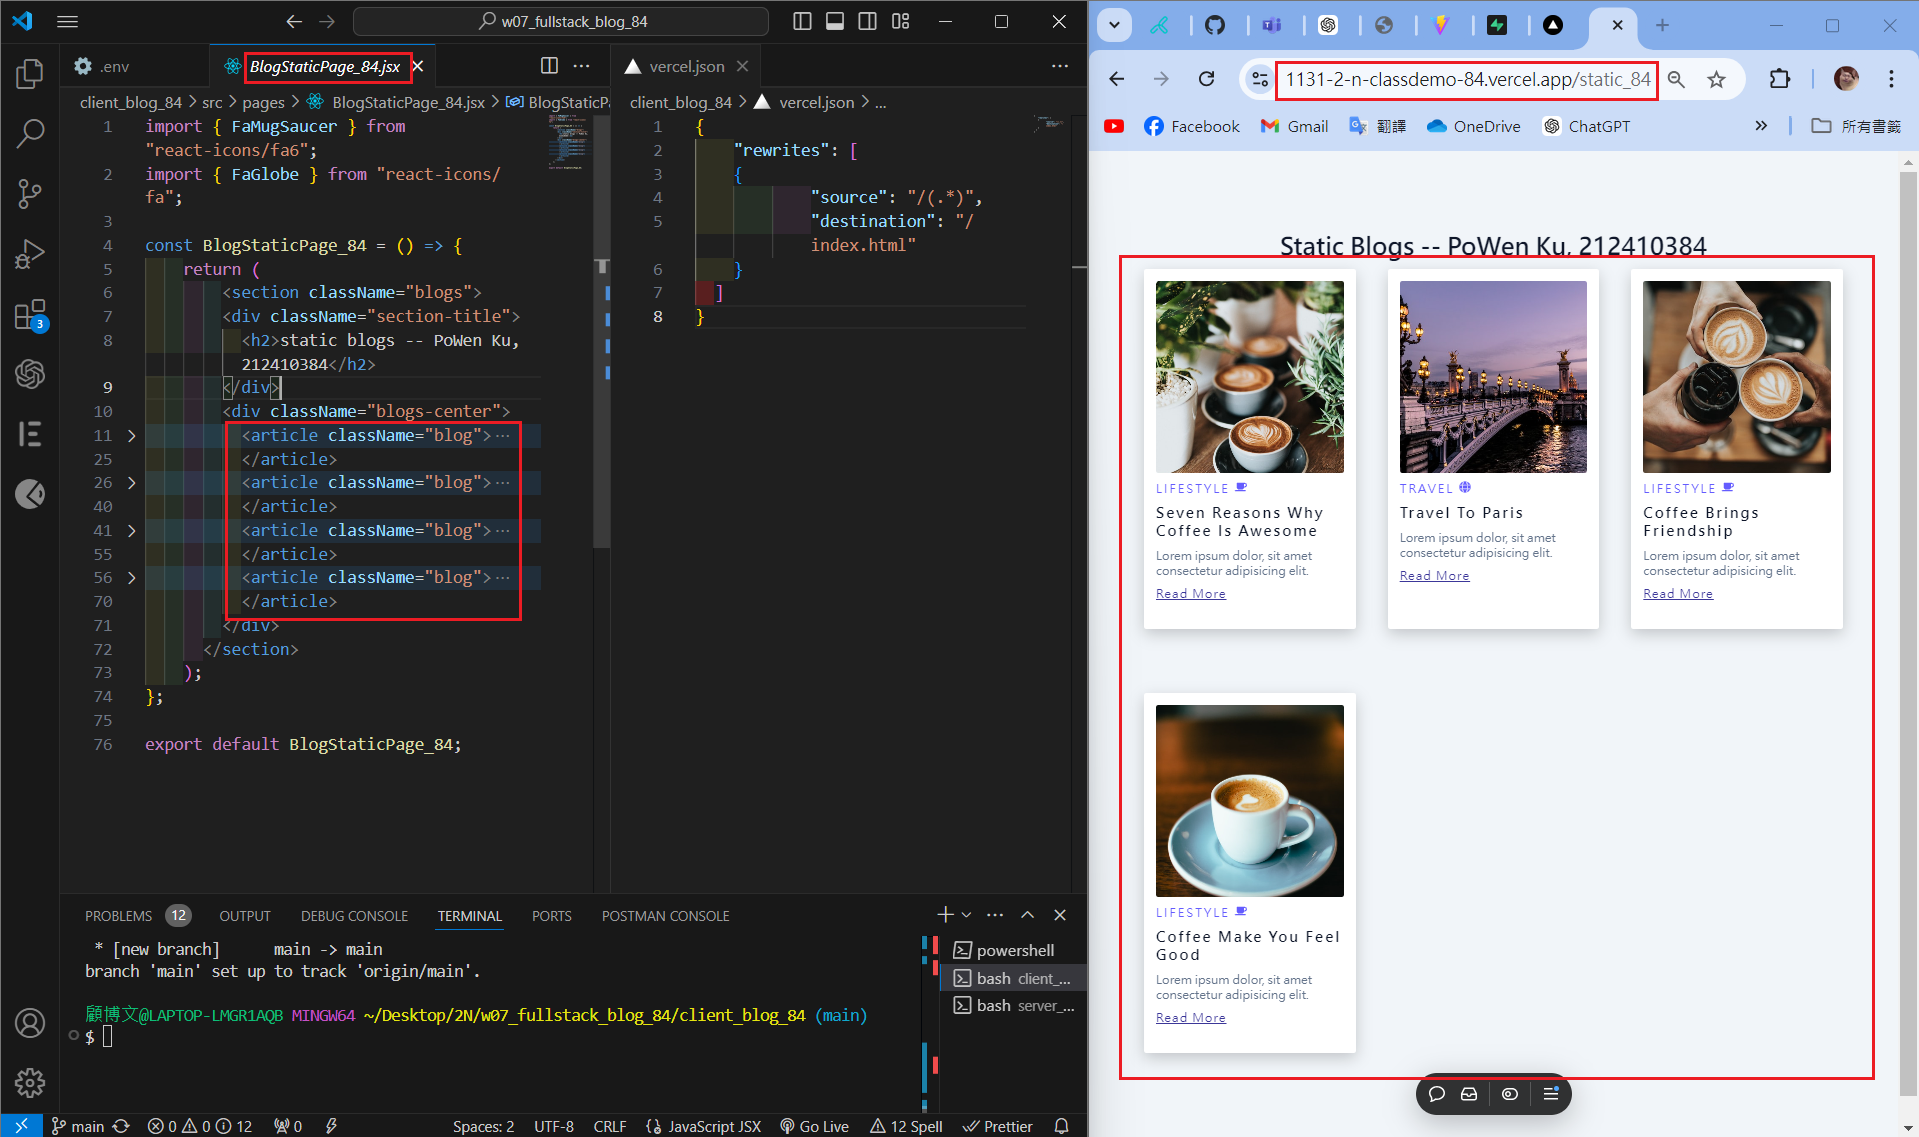 w07_fullstack_blog_84
.env
BlogStaticPage_84.jsx
client_blog_84 > src > pages > BlogStaticPage_84.jsx > BlogStaticPa
1 import { FaMugSaucer } from
"react-icons/fa6";
2 import { FaGlobe } from "react-icons/
fa";
3
4 const BlogStaticPage_84 = () => {
5 return (
6 <section className="blogs">
7 <div className="section-title">
8 <h2>static blogs -- PoWen Ku,
212410384</h2>
9 </div>
10 <div className="blogs-center">
11 <article className="blog">···
25 </article>
26 <article className="blog">···
40 </article>
41 <article className="blog">···
55 </article>
56 <article className="blog">···
70 </article>
71 </div>
72 </section>
73 );
74 };
75
76 export default BlogStaticPage_84;
vercel.json
client_blog_84 > vercel.json > ...
1 {
2 "rewrites": [
3 {
4 "source": "/(.*)",
5 "destination": "/
index.html"
6 }
7 ]
8 }
3
PROBLEMS 12 OUTPUT DEBUG CONSOLE TERMINAL PORTS POSTMAN CONSOLE
* [new branch] main -> main
branch 'main' set up to track 'origin/main'.
顧博文@LAPTOP-LMGR1AQB MINGW64 ~/Desktop/2N/w07_fullstack_blog_84/client_blog_84 (main)
$
powershell
bash client_...
bash server_...
main 0 0 12 0 Spaces: 2 UTF-8 CRLF JavaScript JSX Go Live 12 Spell Prettier
1131-2-n-classdemo-84.vercel.app/static_84
Facebook Gmail 翻譯 OneDrive ChatGPT 所有書籤
Static Blogs -- PoWen Ku, 212410384
LIFESTYLE
Seven Reasons Why
Coffee Is Awesome
Lorem ipsum dolor, sit amet
consectetur adipisicing elit.
Read More
TRAVEL
Travel To Paris
Lorem ipsum dolor, sit amet
consectetur adipisicing elit.
Read More
LIFESTYLE
Coffee Brings
Friendship
Lorem ipsum dolor, sit amet
consectetur adipisicing elit.
Read More
LIFESTYLE
Coffee Make You Feel
Good
Lorem ipsum dolor, sit amet
consectetur adipisicing elit.
Read More